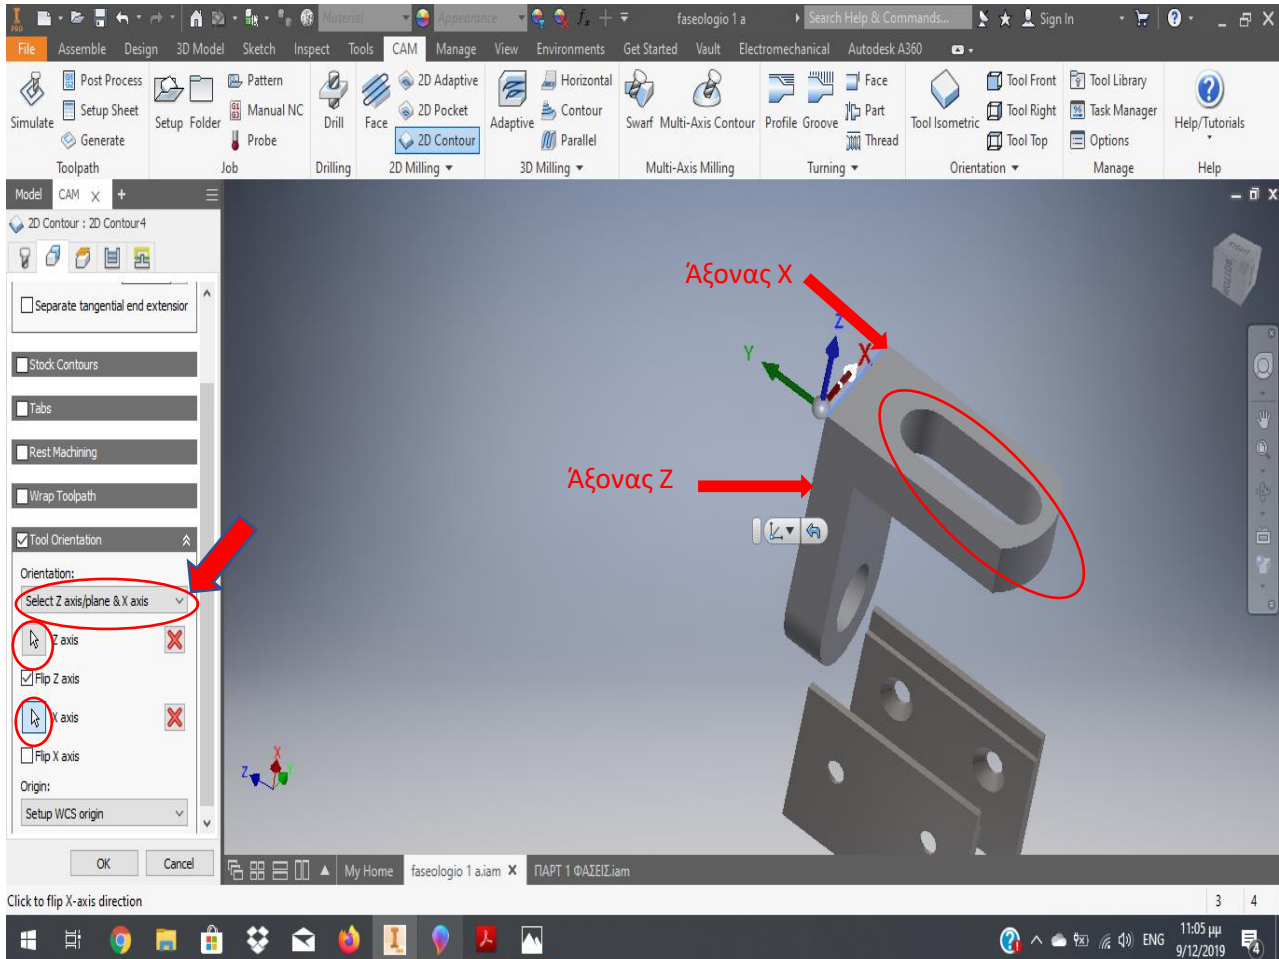 PRO
Material
Appearance
faseologio 1 a
Search Help & Commands...
Sign In
File Assemble Design 3D Model Sketch Inspect Tools CAM Manage View Environments Get Started Vault Electromechanical Autodesk A360
Simulate
Post Process
Setup Sheet
Generate
Toolpath
Setup
Folder
Pattern
Manual NC
Probe
Job
Drill
Drilling
Face
2D Adaptive
2D Pocket
2D Contour
2D Milling
Adaptive
Horizontal
Contour
Parallel
3D Milling
Swarf
Multi-Axis Contour
Multi-Axis Milling
Profile
Groove
Face
Part
Thread
Turning
Tool Isometric
Tool Front
Tool Right
Tool Top
Orientation
Tool Library
Task Manager
Options
Manage
Help/Tutorials
Help
Model CAM X +
2D Contour : 2D Contour4
Separate tangential end extension
Stock Contours
Tabs
Rest Machining
Wrap Toolpath
Tool Orientation
Orientation:
Select Z axis/plane & X axis
Z axis
Flip Z axis
X axis
Flip X axis
Origin:
Setup WCS origin
OK Cancel
Άξονας Χ
Z
Y
X
Άξονας Ζ
RIGHT
BOTTOM
X
Z
Y
My Home faseologio 1 a.iam X ΠΑΡΤ 1 ΦΑΣΕΙΣ.iam
Click to flip X-axis direction
3 4
ENG
11:05 μμ
9/12/2019
4